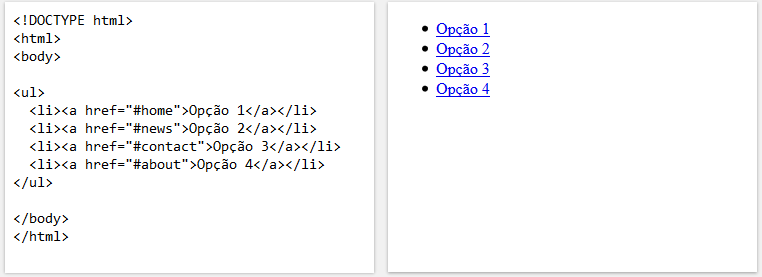 <!DOCTYPE html>
<html>
<body>
<ul>
<li><a href="#home">Opção 1</a></li>
<li><a href="#news">Opção 2</a></li>
<li><a href="#contact">Opção 3</a></li>
<li><a href="#about">Opção 4</a></li>
</ul>
</body>
</html>
Opção 1
Opção 2
Opção 3
Opção 4